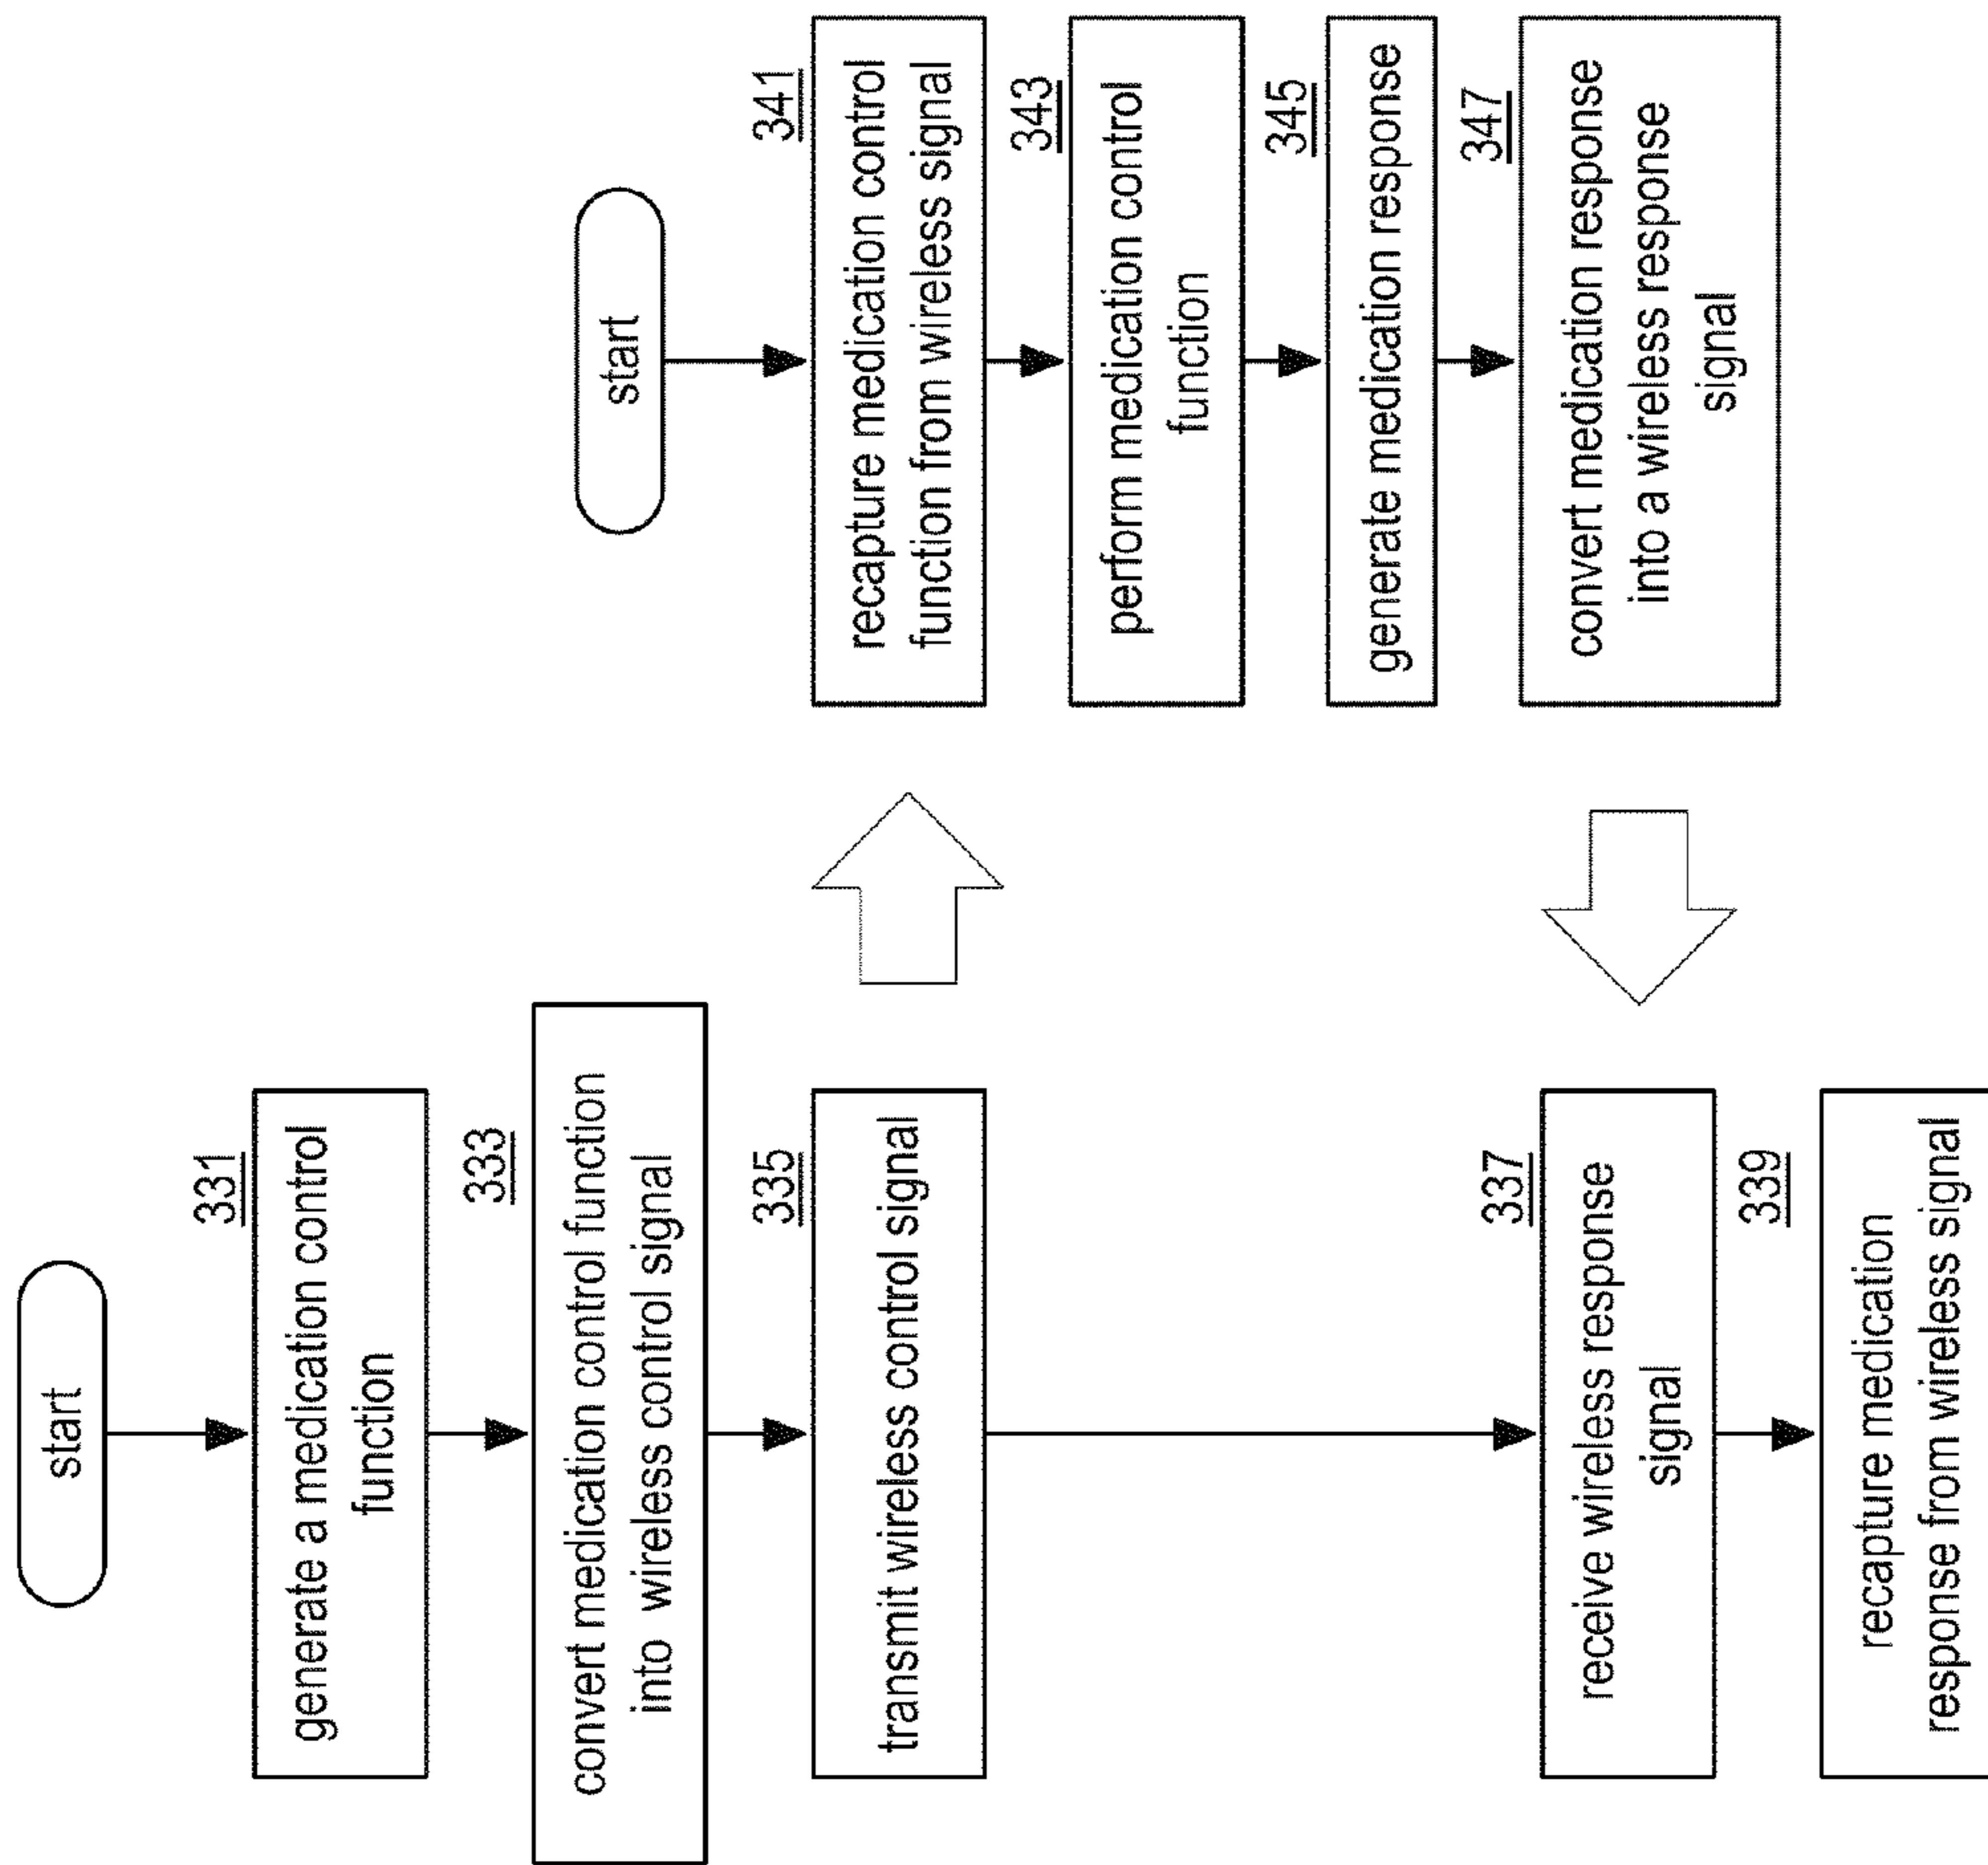 start
331
generate a medication control
function
333
convert medication control function
into wireless control signal
335
transmit wireless control signal
337
receive wireless response
signal
339
recapture medication
response from wireless signal
start
341
recapture medication control
function from wireless signal
343
perform medication control
function
345
generate medication response
347
convert medication response
into a wireless response
signal